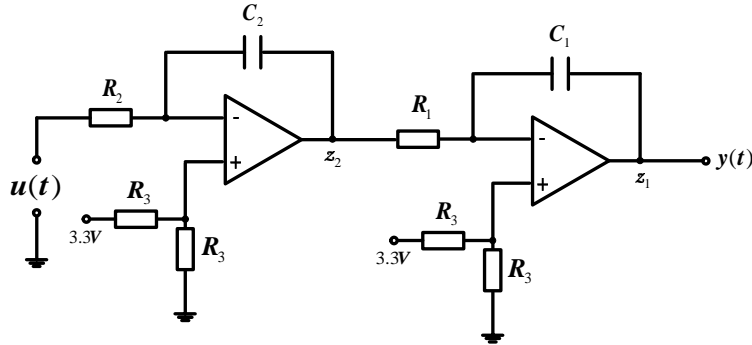 C₂
C₁
R₂
R₁
-
-
+
+
z₂
z₁
y(t)
u(t)
R₃
3.3V
R₃
R₃
3.3V
R₃